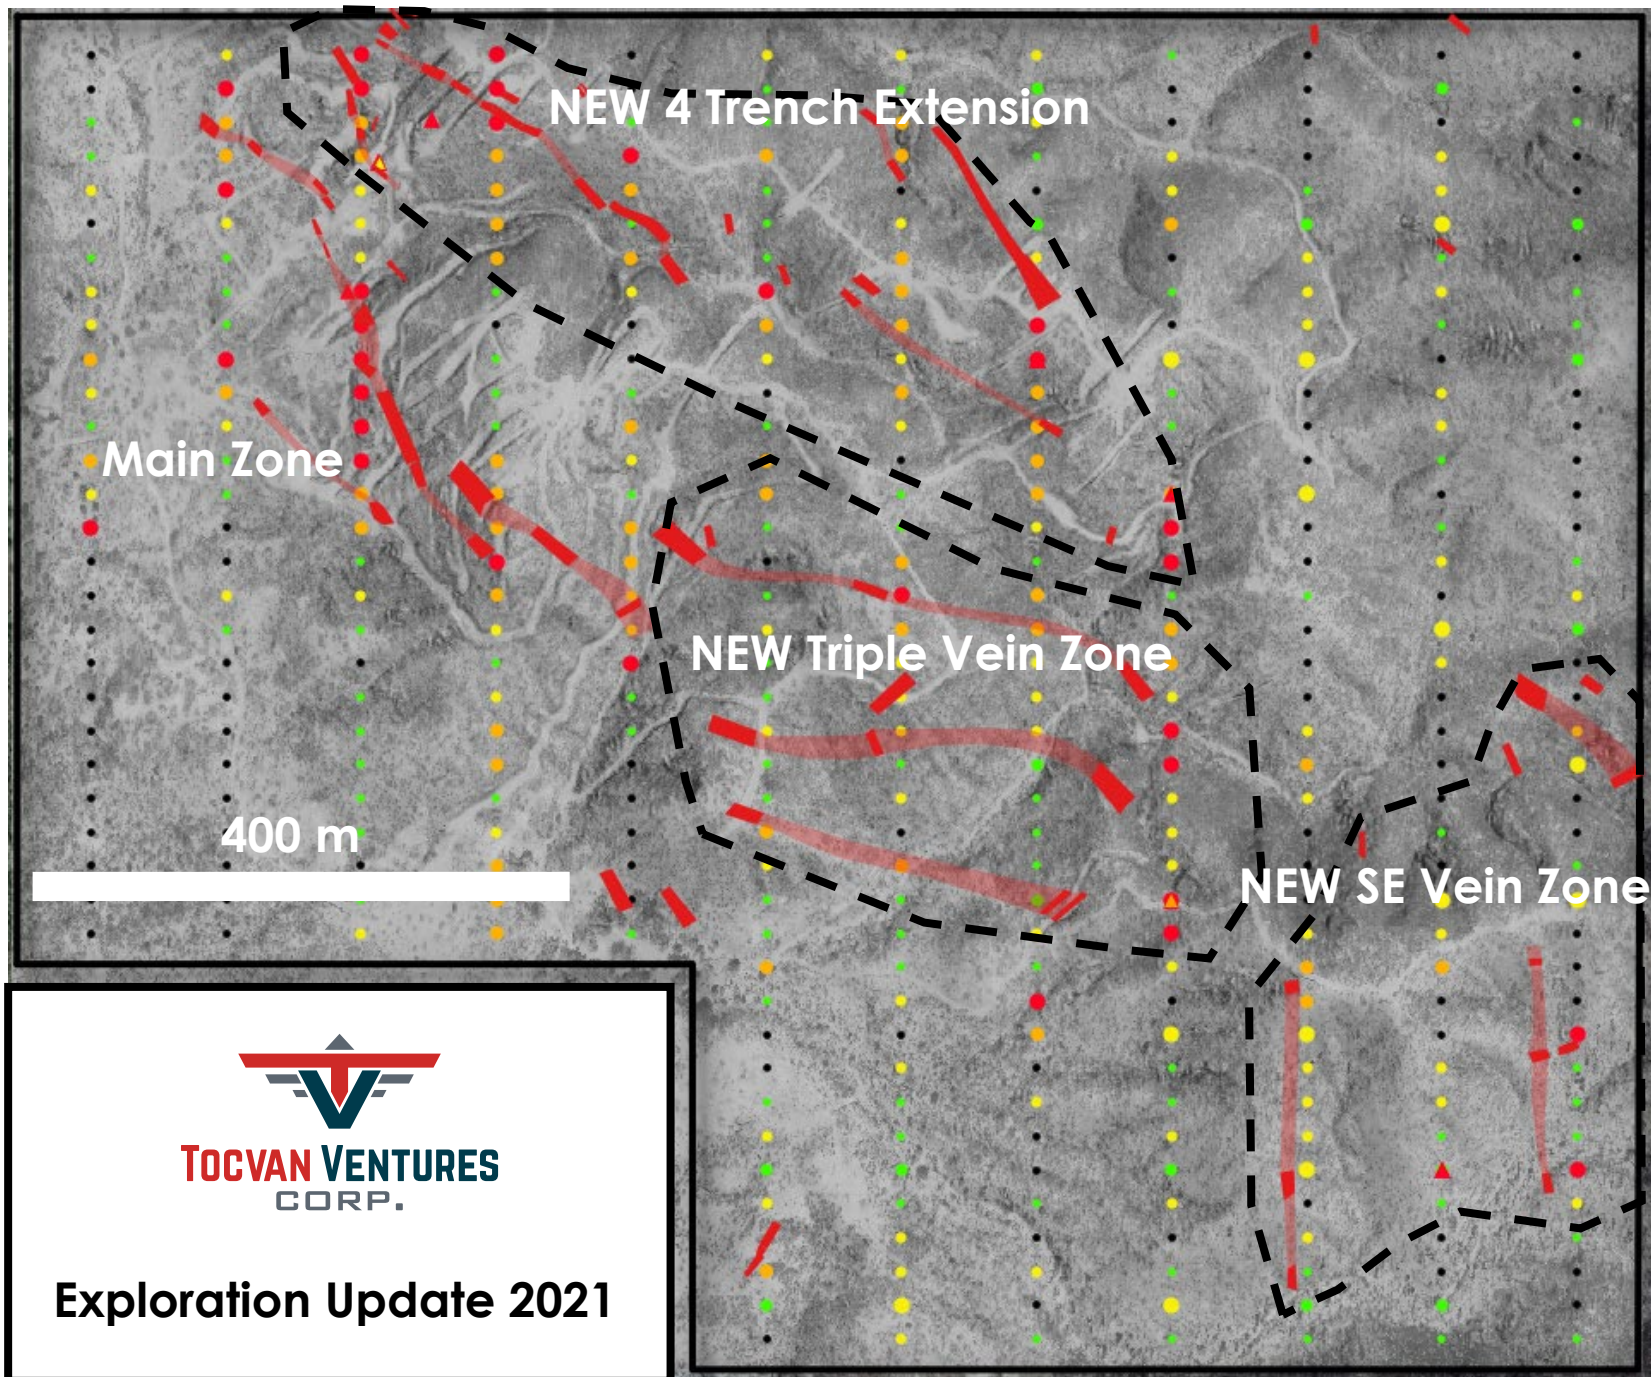 NEW 4 Trench Extension
Main Zone
NEW Triple Vein Zone
400 m
NEW SE Vein Zone
TOCVAN VENTURES
CORP.
Exploration Update 2021